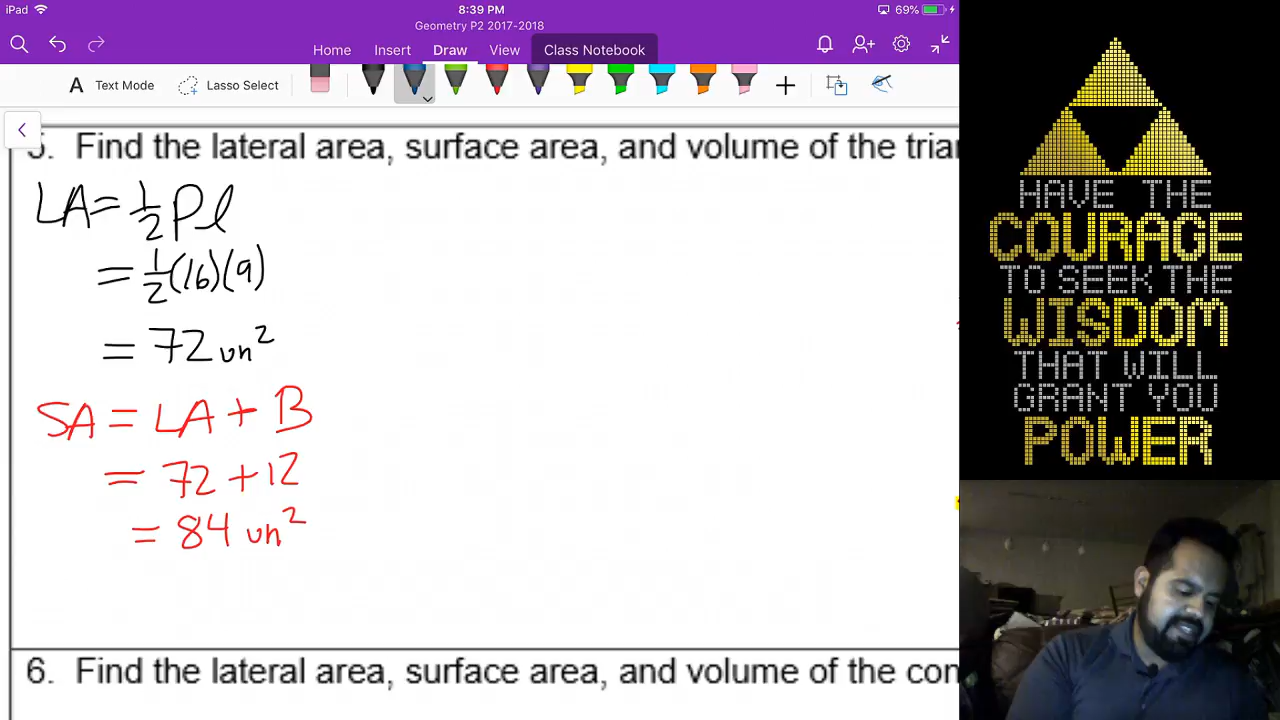 iPad 8:39 PM 69%
Geometry P2 2017-2018
Home Insert Draw View Class Notebook
A Text Mode Lasso Select
5. Find the lateral area, surface area, and volume of the trian
LA = 1/2 Pl
= 1/2 (16)(9)
= 72 un²
SA = LA + B
= 72 + 12
= 84 un²
6. Find the lateral area, surface area, and volume of the con
HAVE THE
COURAGE
TO SEEK THE
WISDOM
THAT WILL
GRANT YOU
POWER